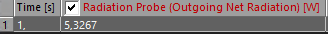 Time [s] Radiation Probe (Outgoing Net Radiation) [W]
1 1, 5,3267